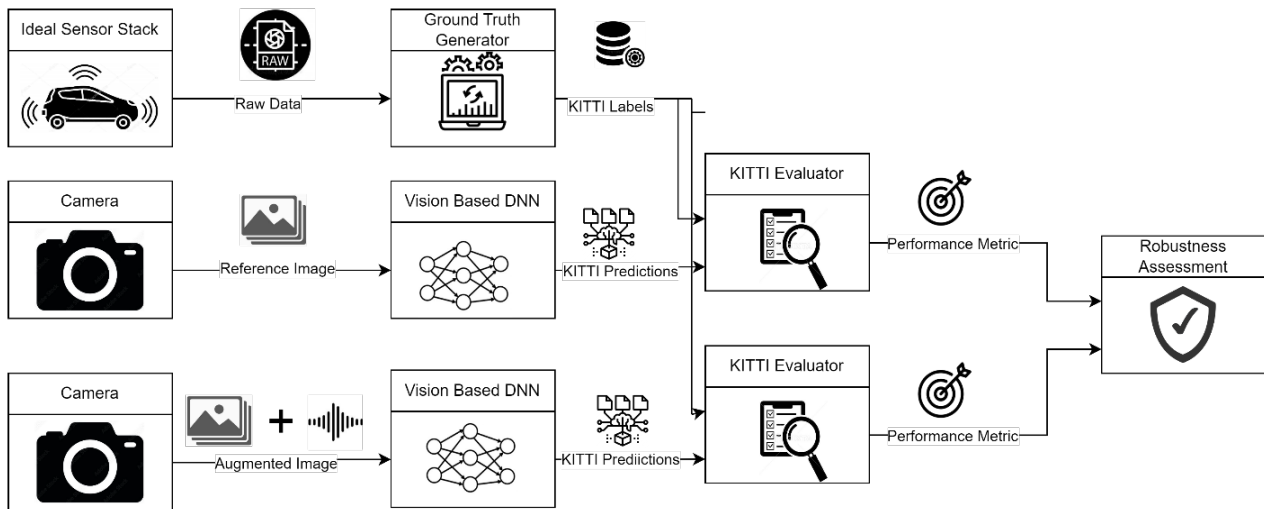 Ideal Sensor Stack
RAW
Raw Data
Ground Truth
Generator
KITTI Labels
Camera
Reference Image
Vision Based DNN
KITTI Predictions
KITTI Evaluator
Performance Metric
Robustness
Assessment
Camera
Augmented Image
Vision Based DNN
KITTI Prediictions
KITTI Evaluator
Performance Metric